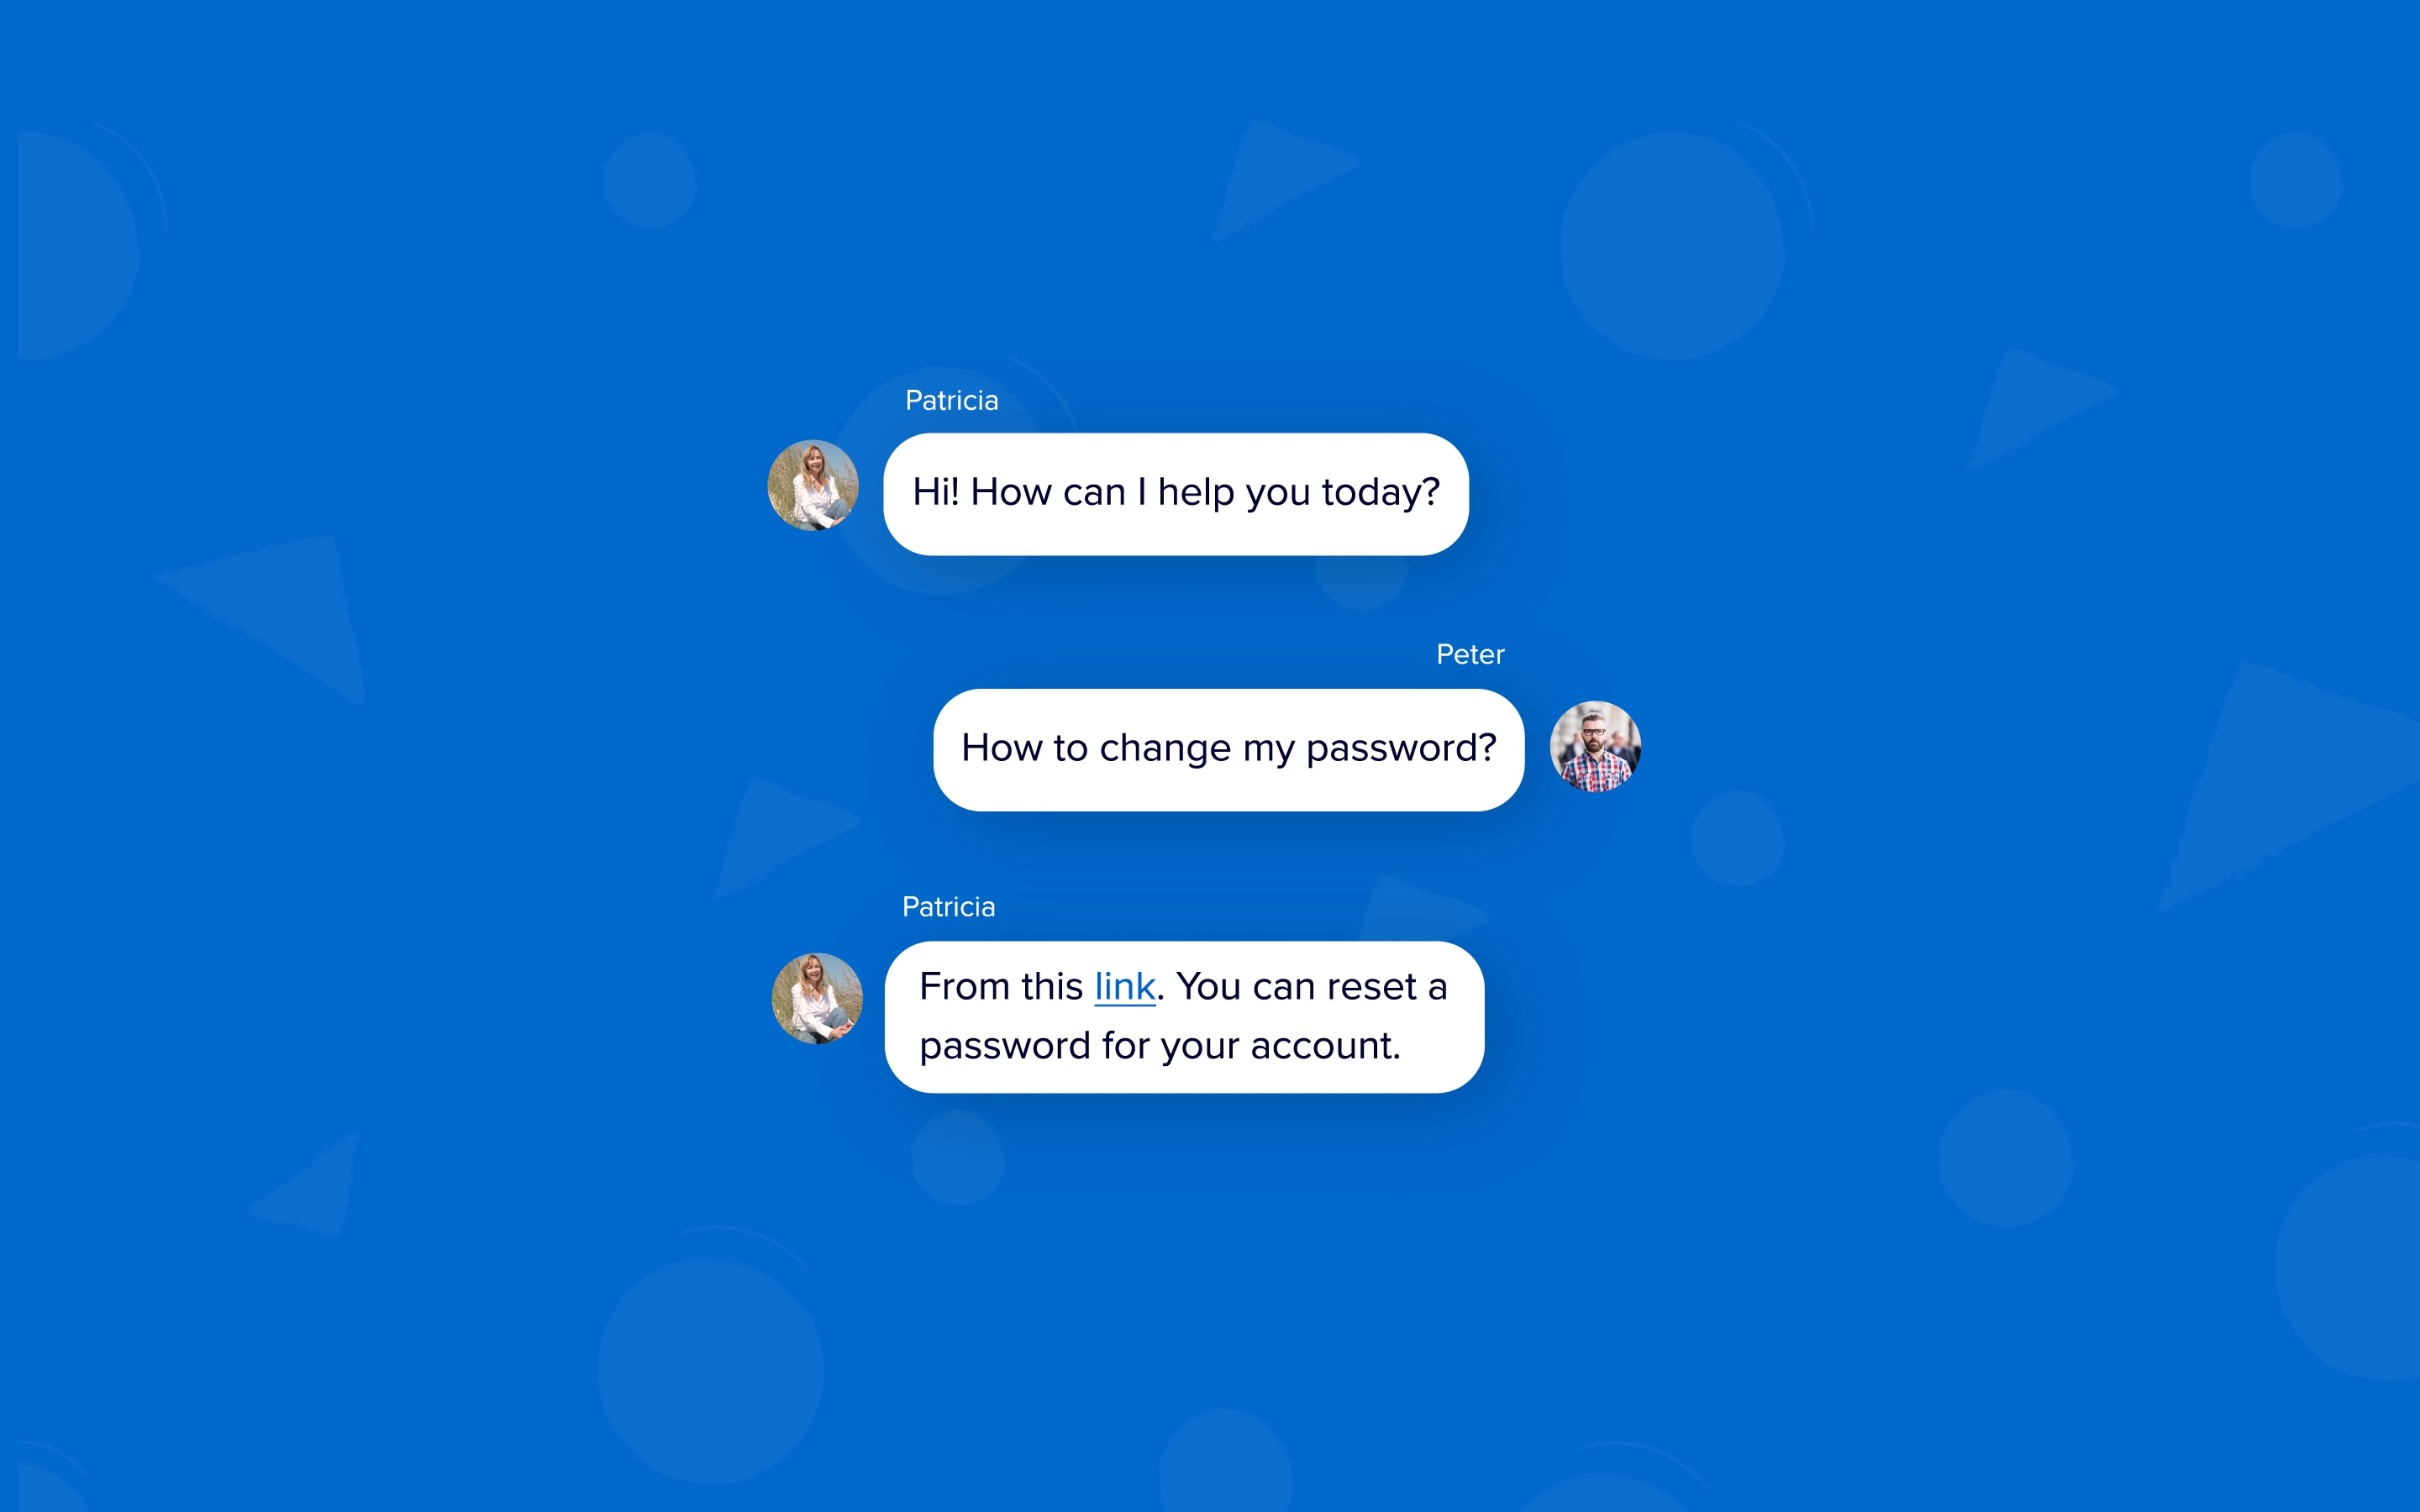 Patricia
Hi! How can I help you today?
Peter
How to change my password?
Patricia
From this link. You can reset a
password for your account.